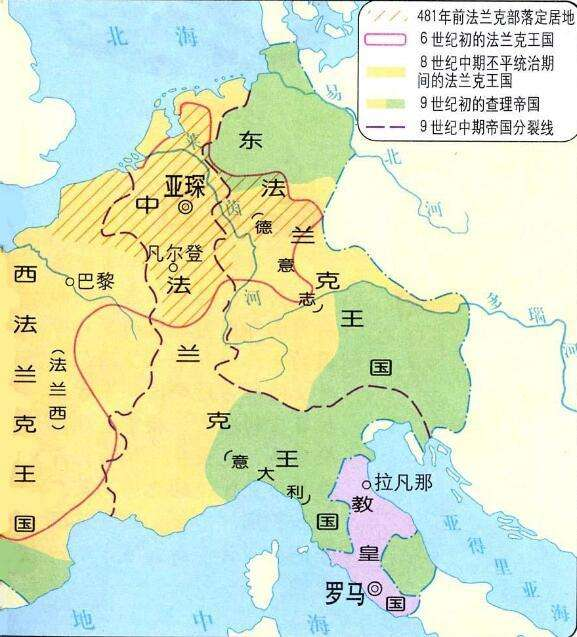 481年前法兰克部落定居地
6世纪初的法兰克王国
8世纪中期丕平统治期
间的法兰克王国
9世纪初的查理帝国
9世纪中期帝国分裂线
北海
易北河
莱茵河
多瑙河
东法兰克王国
(德意志)
中法兰克王国
(意大利)
西法兰克王国
(法兰西)
亚琛
凡尔登
巴黎
拉凡那
教皇国
罗马
亚得里亚海
地中海